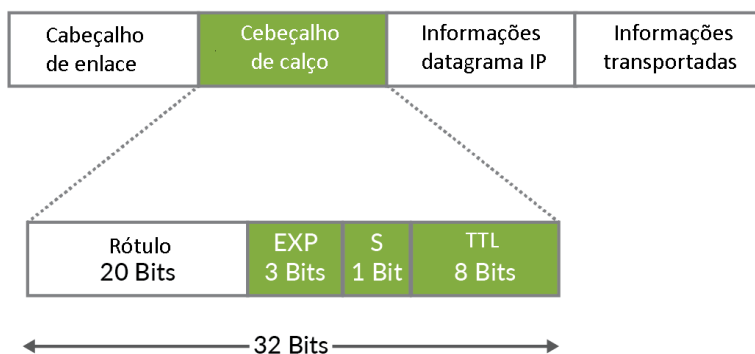 Cabeçalho
de enlace
Cebeçalho
de calço
Informações
datagrama IP
Informações
transportadas
Rótulo
20 Bits
EXP
3 Bits
S
1 Bit
TTL
8 Bits
32 Bits